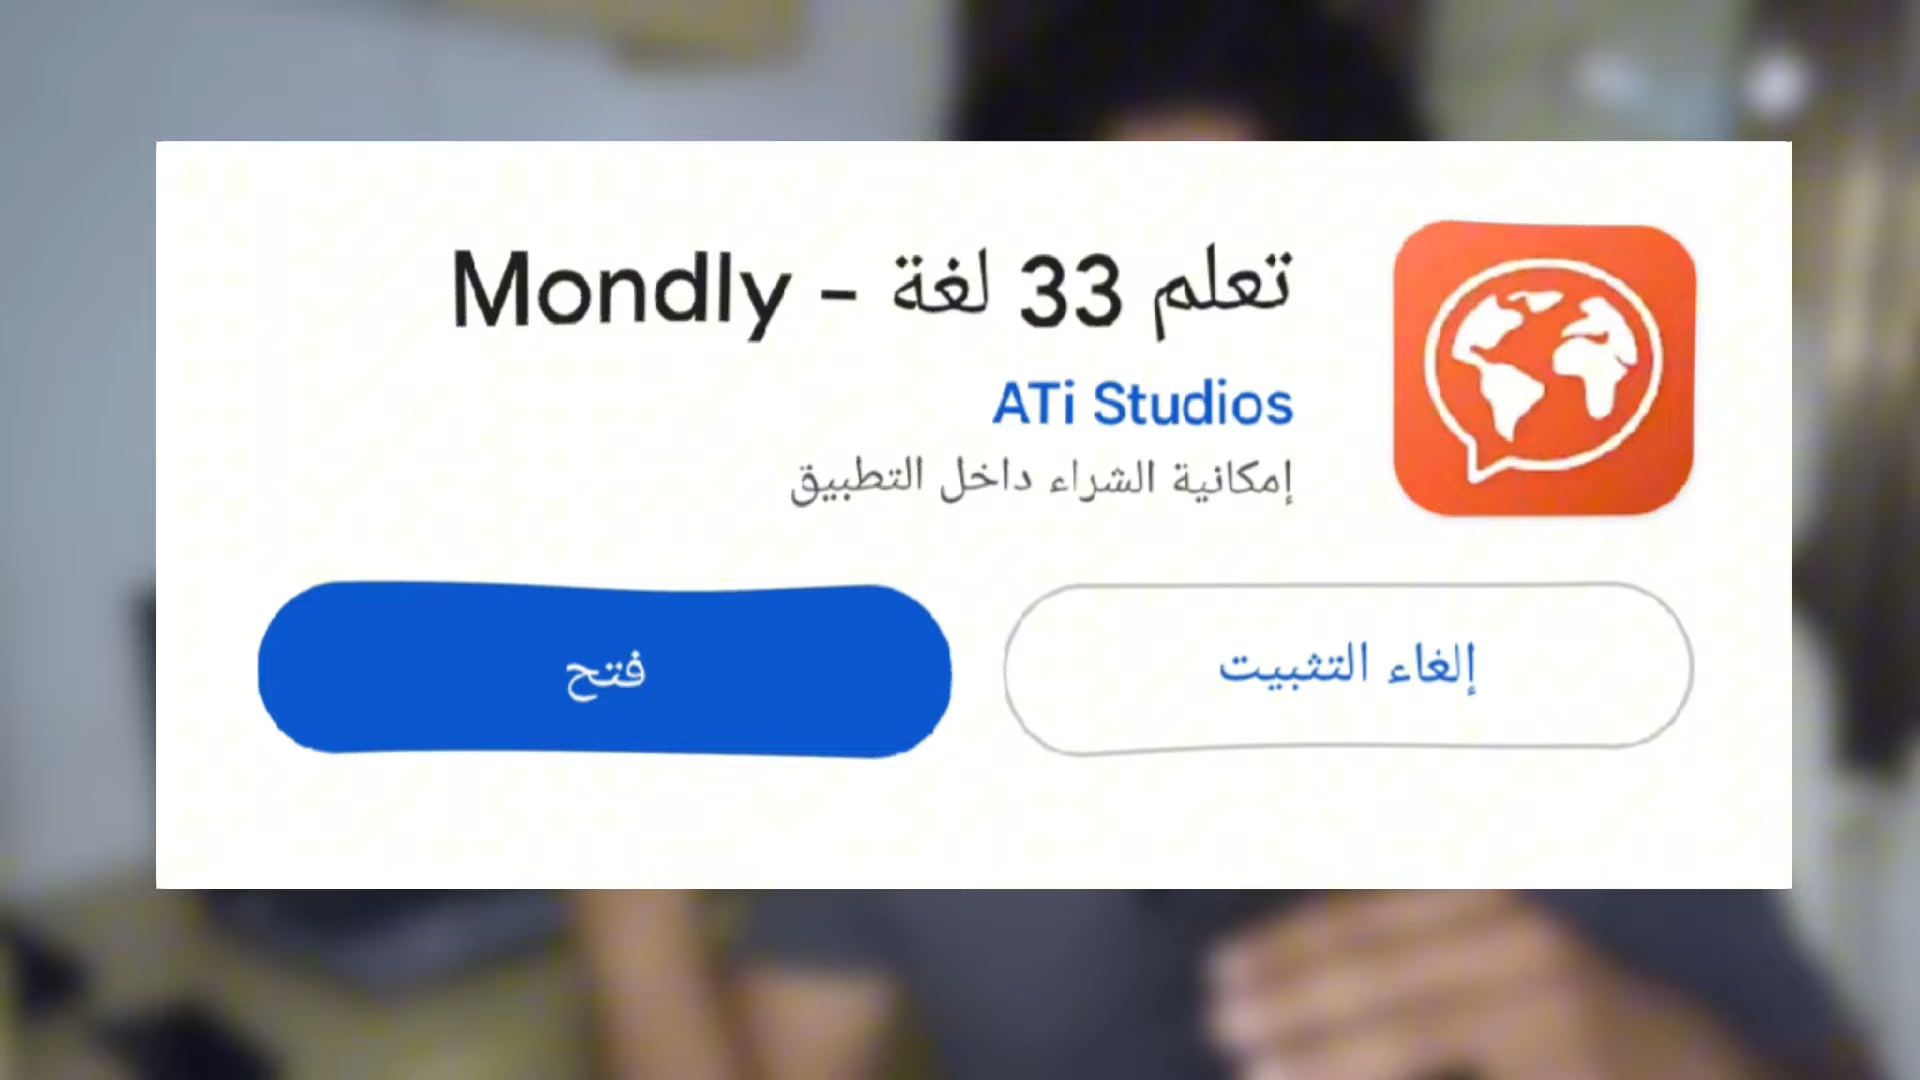 تعلم 33 لغة - Mondly
ATi Studios
إمكانية الشراء داخل التطبيق
إلغاء التثبيت
فتح